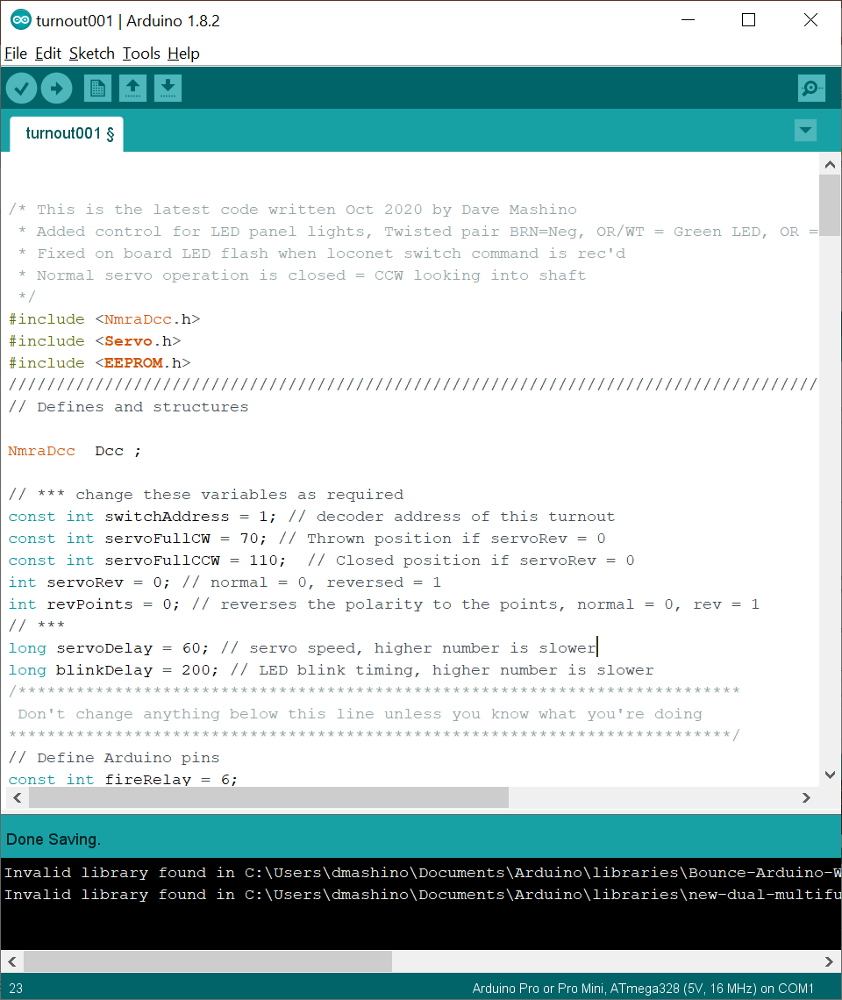 turnout001 | Arduino 1.8.2
File Edit Sketch Tools Help
turnout001 §
/* This is the latest code written Oct 2020 by Dave Mashino
 * Added control for LED panel lights, Twisted pair BRN=Neg, OR/WT = Green LED, OR =
 * Fixed on board LED flash when loconet switch command is rec'd
 * Normal servo operation is closed = CCW looking into shaft
 */
#include <NmraDcc.h>
#include <Servo.h>
#include <EEPROM.h>
////////////////////////////////////////////////////////////////////////////////////
// Defines and structures
NmraDcc  Dcc ;
// *** change these variables as required
const int switchAddress = 1; // decoder address of this turnout
const int servoFullCW = 70; // Thrown position if servoRev = 0
const int servoFullCCW = 110;  // Closed position if servoRev = 0
int servoRev = 0; // normal = 0, reversed = 1
int revPoints = 0; // reverses the polarity to the points, normal = 0, rev = 1
// ***
long servoDelay = 60; // servo speed, higher number is slower
long blinkDelay = 200; // LED blink timing, higher number is slower
/***************************************************************************
 Don't change anything below this line unless you know what you're doing
***************************************************************************/
// Define Arduino pins
const int fireRelay = 6;
Done Saving.
Invalid library found in C:\Users\dmashino\Documents\Arduino\libraries\Bounce-Arduino-W
Invalid library found in C:\Users\dmashino\Documents\Arduino\libraries\new-dual-multifu
23
Arduino Pro or Pro Mini, ATmega328 (5V, 16 MHz) on COM1